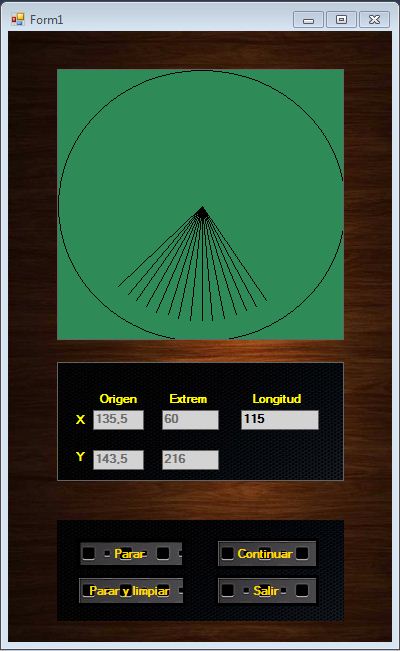 Form1
Origen Extrem Longitud
X 135,5 60 115
Y 143,5 216
Parar Continuar
Parar y limpiar Salir